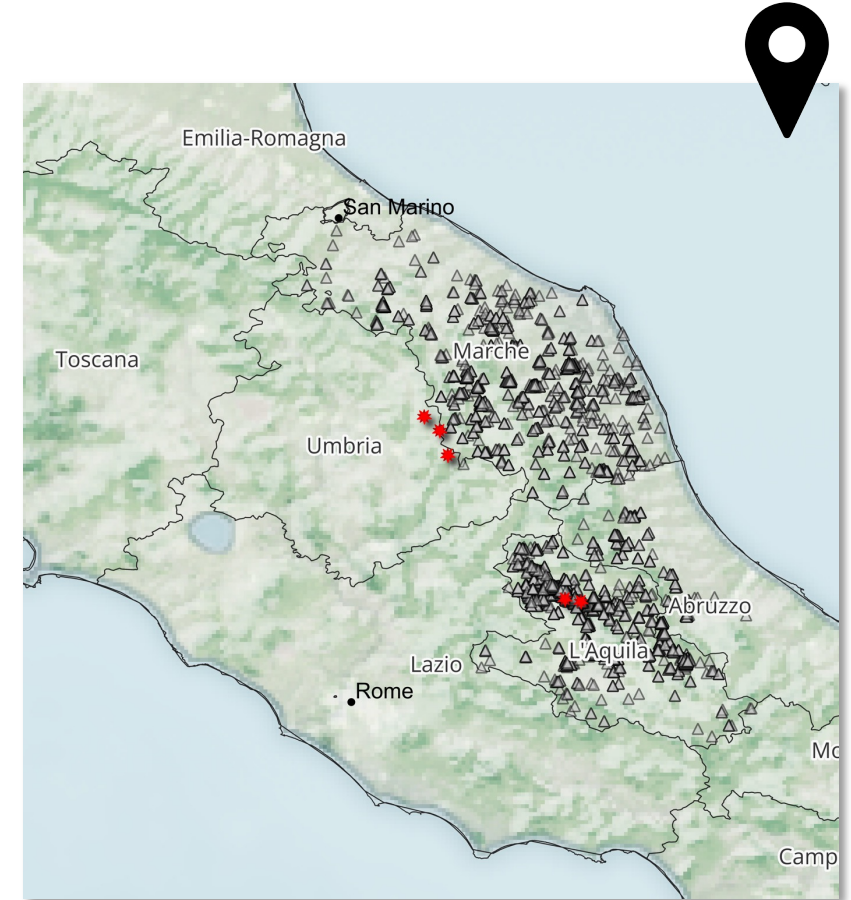 Emilia-Romagna
San Marino
Toscana
Marche
Umbria
Abruzzo
L'Aquila
Lazio
Rome
Mo
Camp